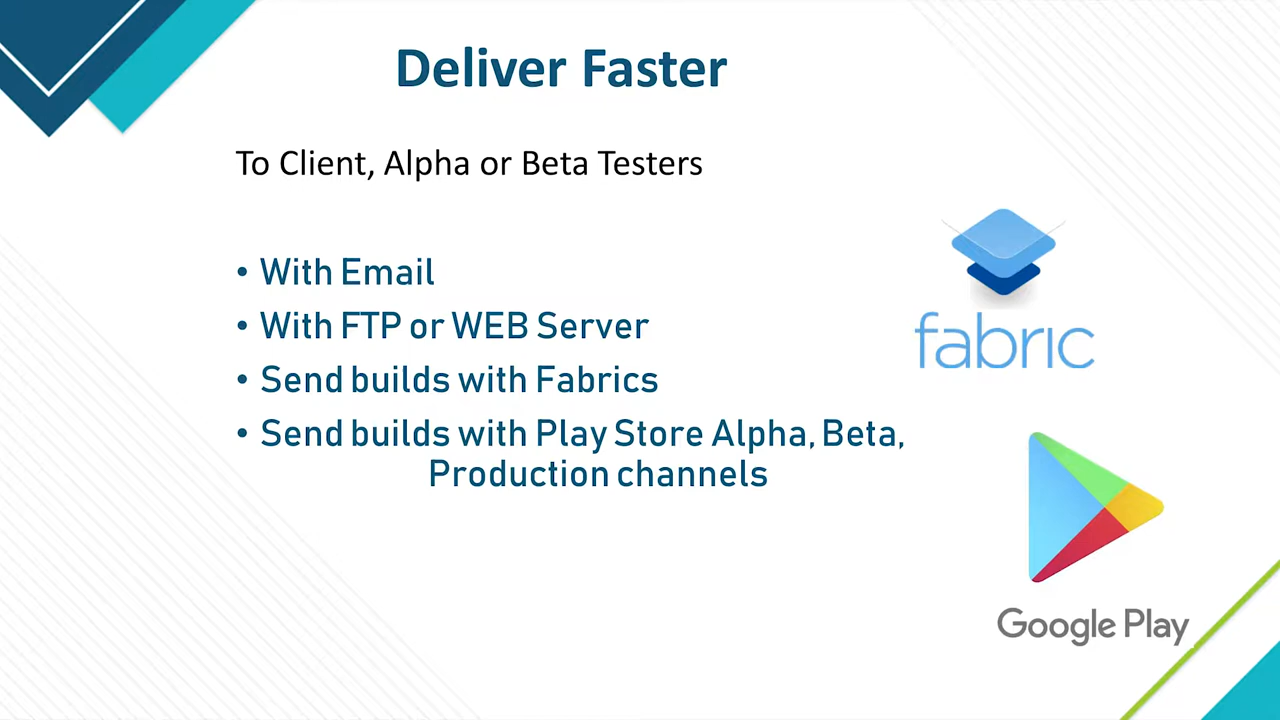 Deliver Faster
To Client, Alpha or Beta Testers
• With Email
• With FTP or WEB Server
• Send builds with Fabrics
• Send builds with Play Store Alpha, Beta,
Production channels
fabric
Google Play